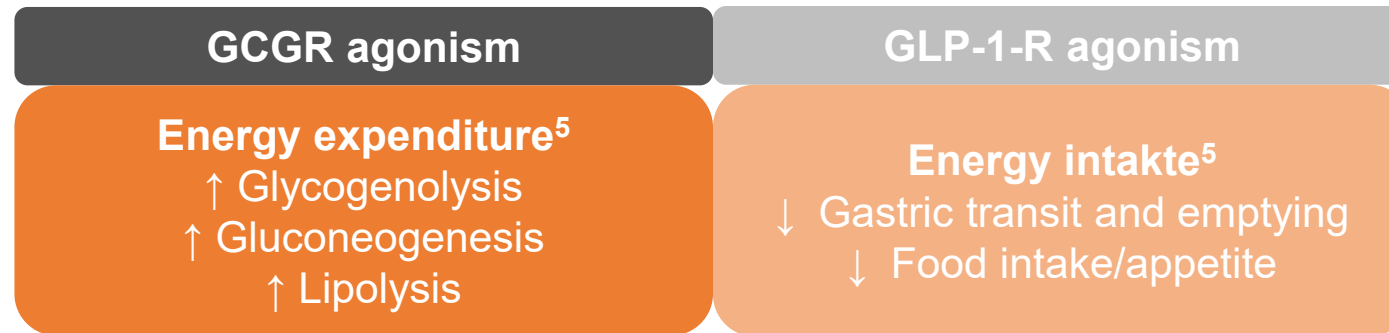 GCGR agonism
Energy expenditure⁵
↑ Glycogenolysis
↑ Gluconeogenesis
↑ Lipolysis
GLP-1-R agonism
Energy intakte⁵
↓ Gastric transit and emptying
↓ Food intake/appetite